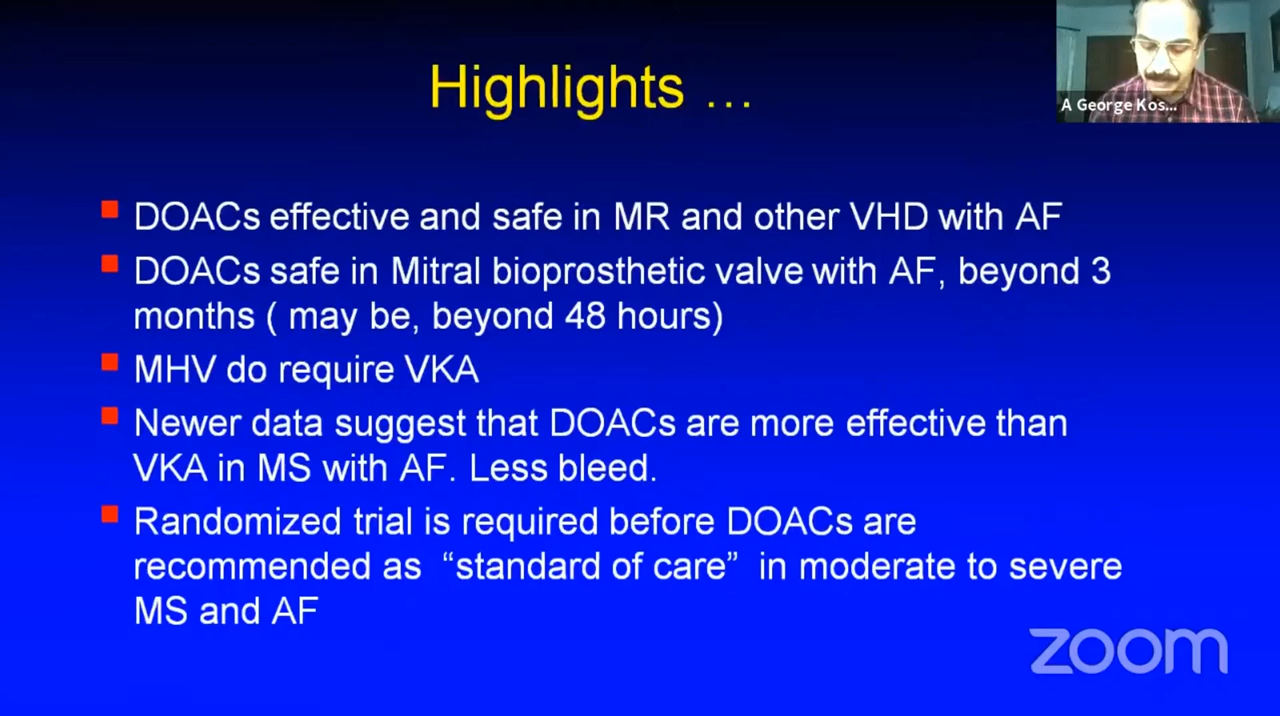 Highlights ...
A George Kos...
DOACs effective and safe in MR and other VHD with AF
DOACs safe in Mitral bioprosthetic valve with AF, beyond 3
months ( may be, beyond 48 hours)
MHV do require VKA
Newer data suggest that DOACs are more effective than
VKA in MS with AF. Less bleed.
Randomized trial is required before DOACs are
recommended as “standard of care” in moderate to severe
MS and AF
zoom